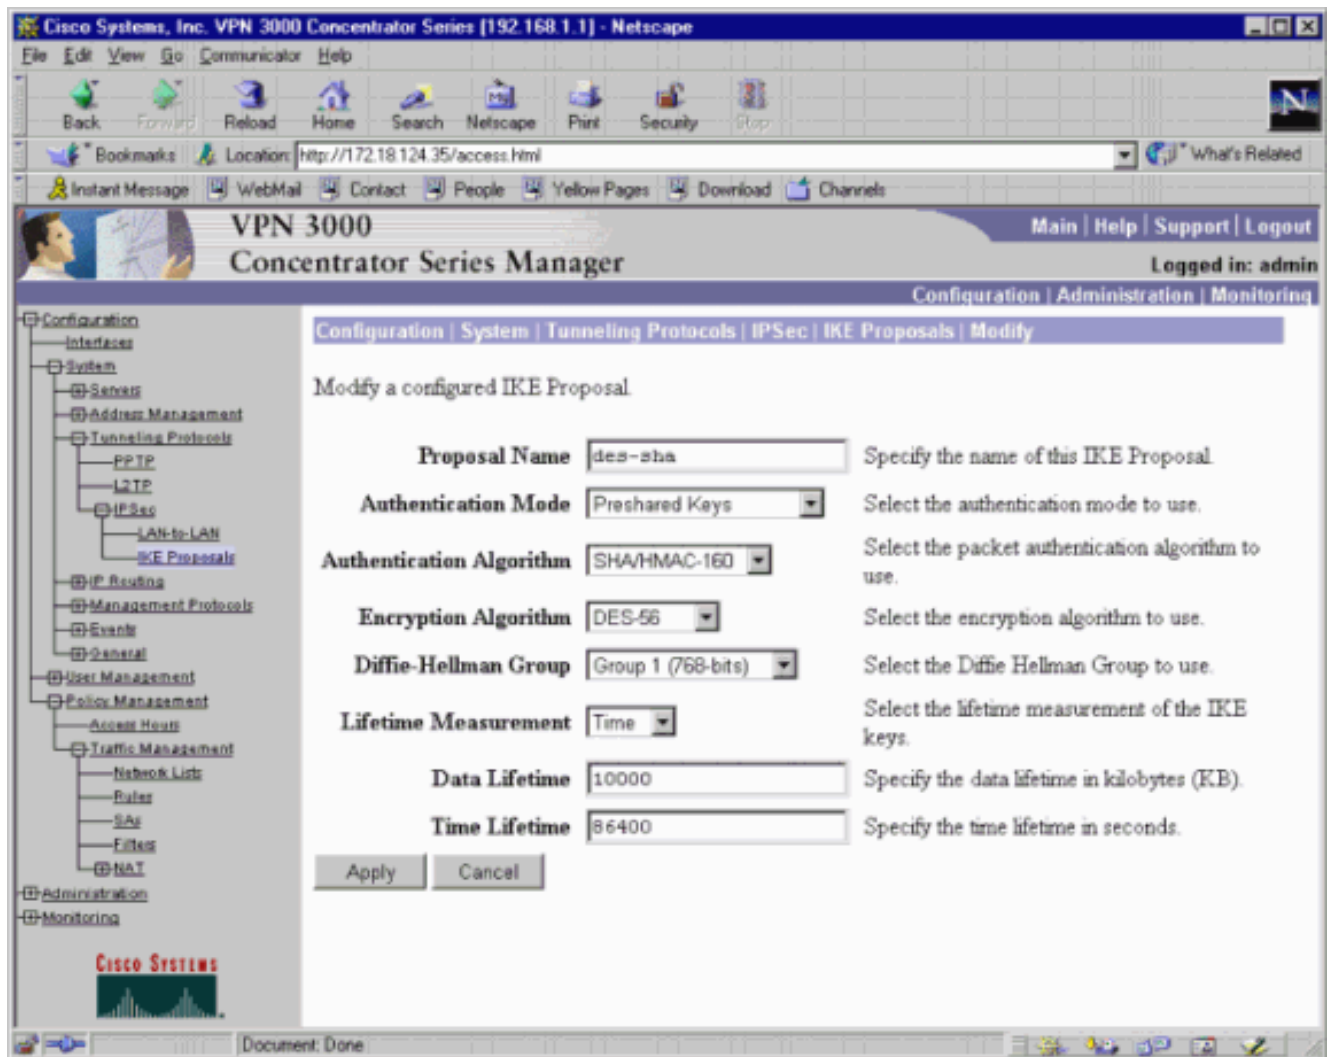 Cisco Systems, Inc. VPN 3000 Concentrator Series [192.168.1.1] - Netscape
File Edit View Go Communicator Help
Back Forward Reload Home Search Netscape Print Security Stop
Bookmarks Location: http://172.18.124.35/access.html What's Related
Instant Message WebMail Contact People Yellow Pages Download Channels
VPN 3000
Concentrator Series Manager
Main | Help | Support | Logout
Logged in: admin
Configuration | Administration | Monitoring
Configuration
Interfaces
System
Servers
Address Management
Tunneling Protocols
PPTP
L2TP
IPSec
LAN-to-LAN
IKE Proposals
IP Routing
Management Protocols
Events
General
User Management
Policy Management
Access Hours
Traffic Management
Network Lists
Rules
SAs
Filters
NAT
Administration
Monitoring
CISCO SYSTEMS
Configuration | System | Tunneling Protocols | IPSec | IKE Proposals | Modify
Modify a configured IKE Proposal.
Proposal Name des-sha Specify the name of this IKE Proposal.
Authentication Mode Preshared Keys Select the authentication mode to use.
Authentication Algorithm SHA/HMAC-160 Select the packet authentication algorithm to
use.
Encryption Algorithm DES-56 Select the encryption algorithm to use.
Diffie-Hellman Group Group 1 (768-bits) Select the Diffie Hellman Group to use.
Lifetime Measurement Time Select the lifetime measurement of the IKE
keys.
Data Lifetime 10000 Specify the data lifetime in kilobytes (KB).
Time Lifetime 86400 Specify the time lifetime in seconds.
Apply Cancel
Document: Done